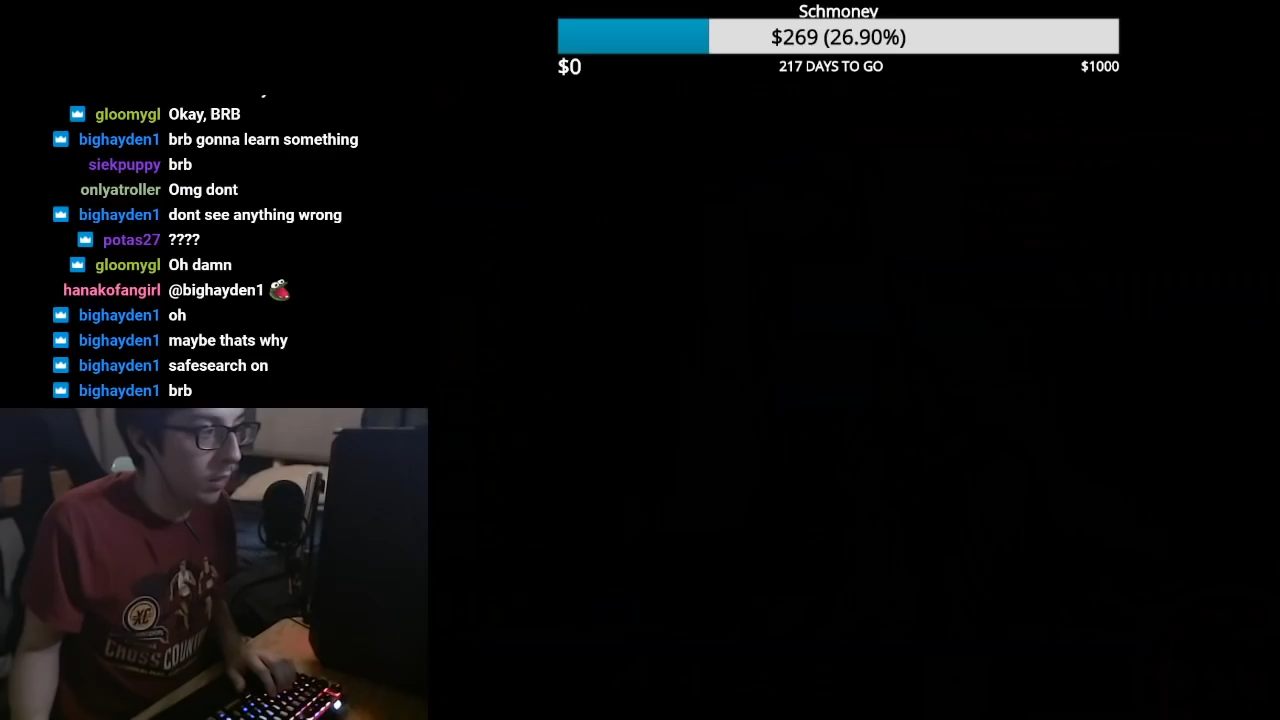 Schmoney
$269 (26.90%)
$0
217 DAYS TO GO
$1000
gloomygl Okay, BRB
bighayden1 brb gonna learn something
siekpuppy brb
onlyatroller Omg dont
bighayden1 dont see anything wrong
potas27 ????
gloomygl Oh damn
hanakofangirl @bighayden1
bighayden1 oh
bighayden1 maybe thats why
bighayden1 safesearch on
bighayden1 brb
XC
CROSS COUNTRY